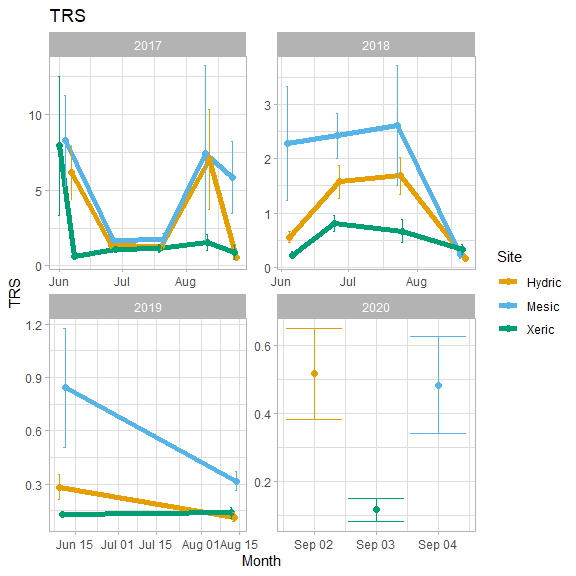 TRS
2017
2018
10
5
0
3
2
1
0
Jun
Jul
Aug
Jun
Jul
Aug
TRS
2019
2020
1.2
0.9
0.6
0.3
0.6
0.4
0.2
Jun 15
Jul 01
Jul 15
Aug 01
Aug 15
Sep 02
Sep 03
Sep 04
Month
Site
Hydric
Mesic
Xeric